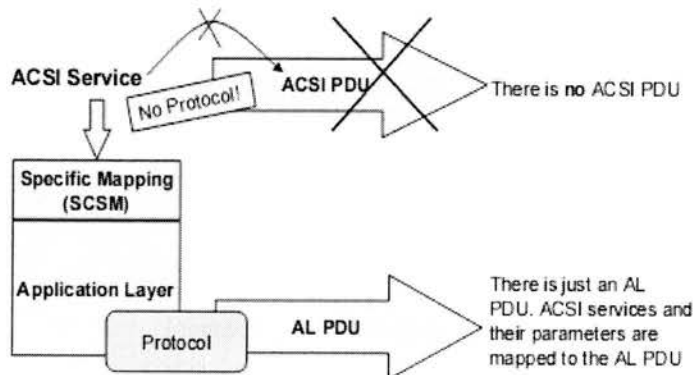 ACSI Service
No Protocol!
ACSI PDU
There is no ACSI PDU
Specific Mapping
(SCSM)
Application Layer
Protocol
AL PDU
There is just an AL
PDU. ACSI services and
their parameters are
mapped to the AL PDU